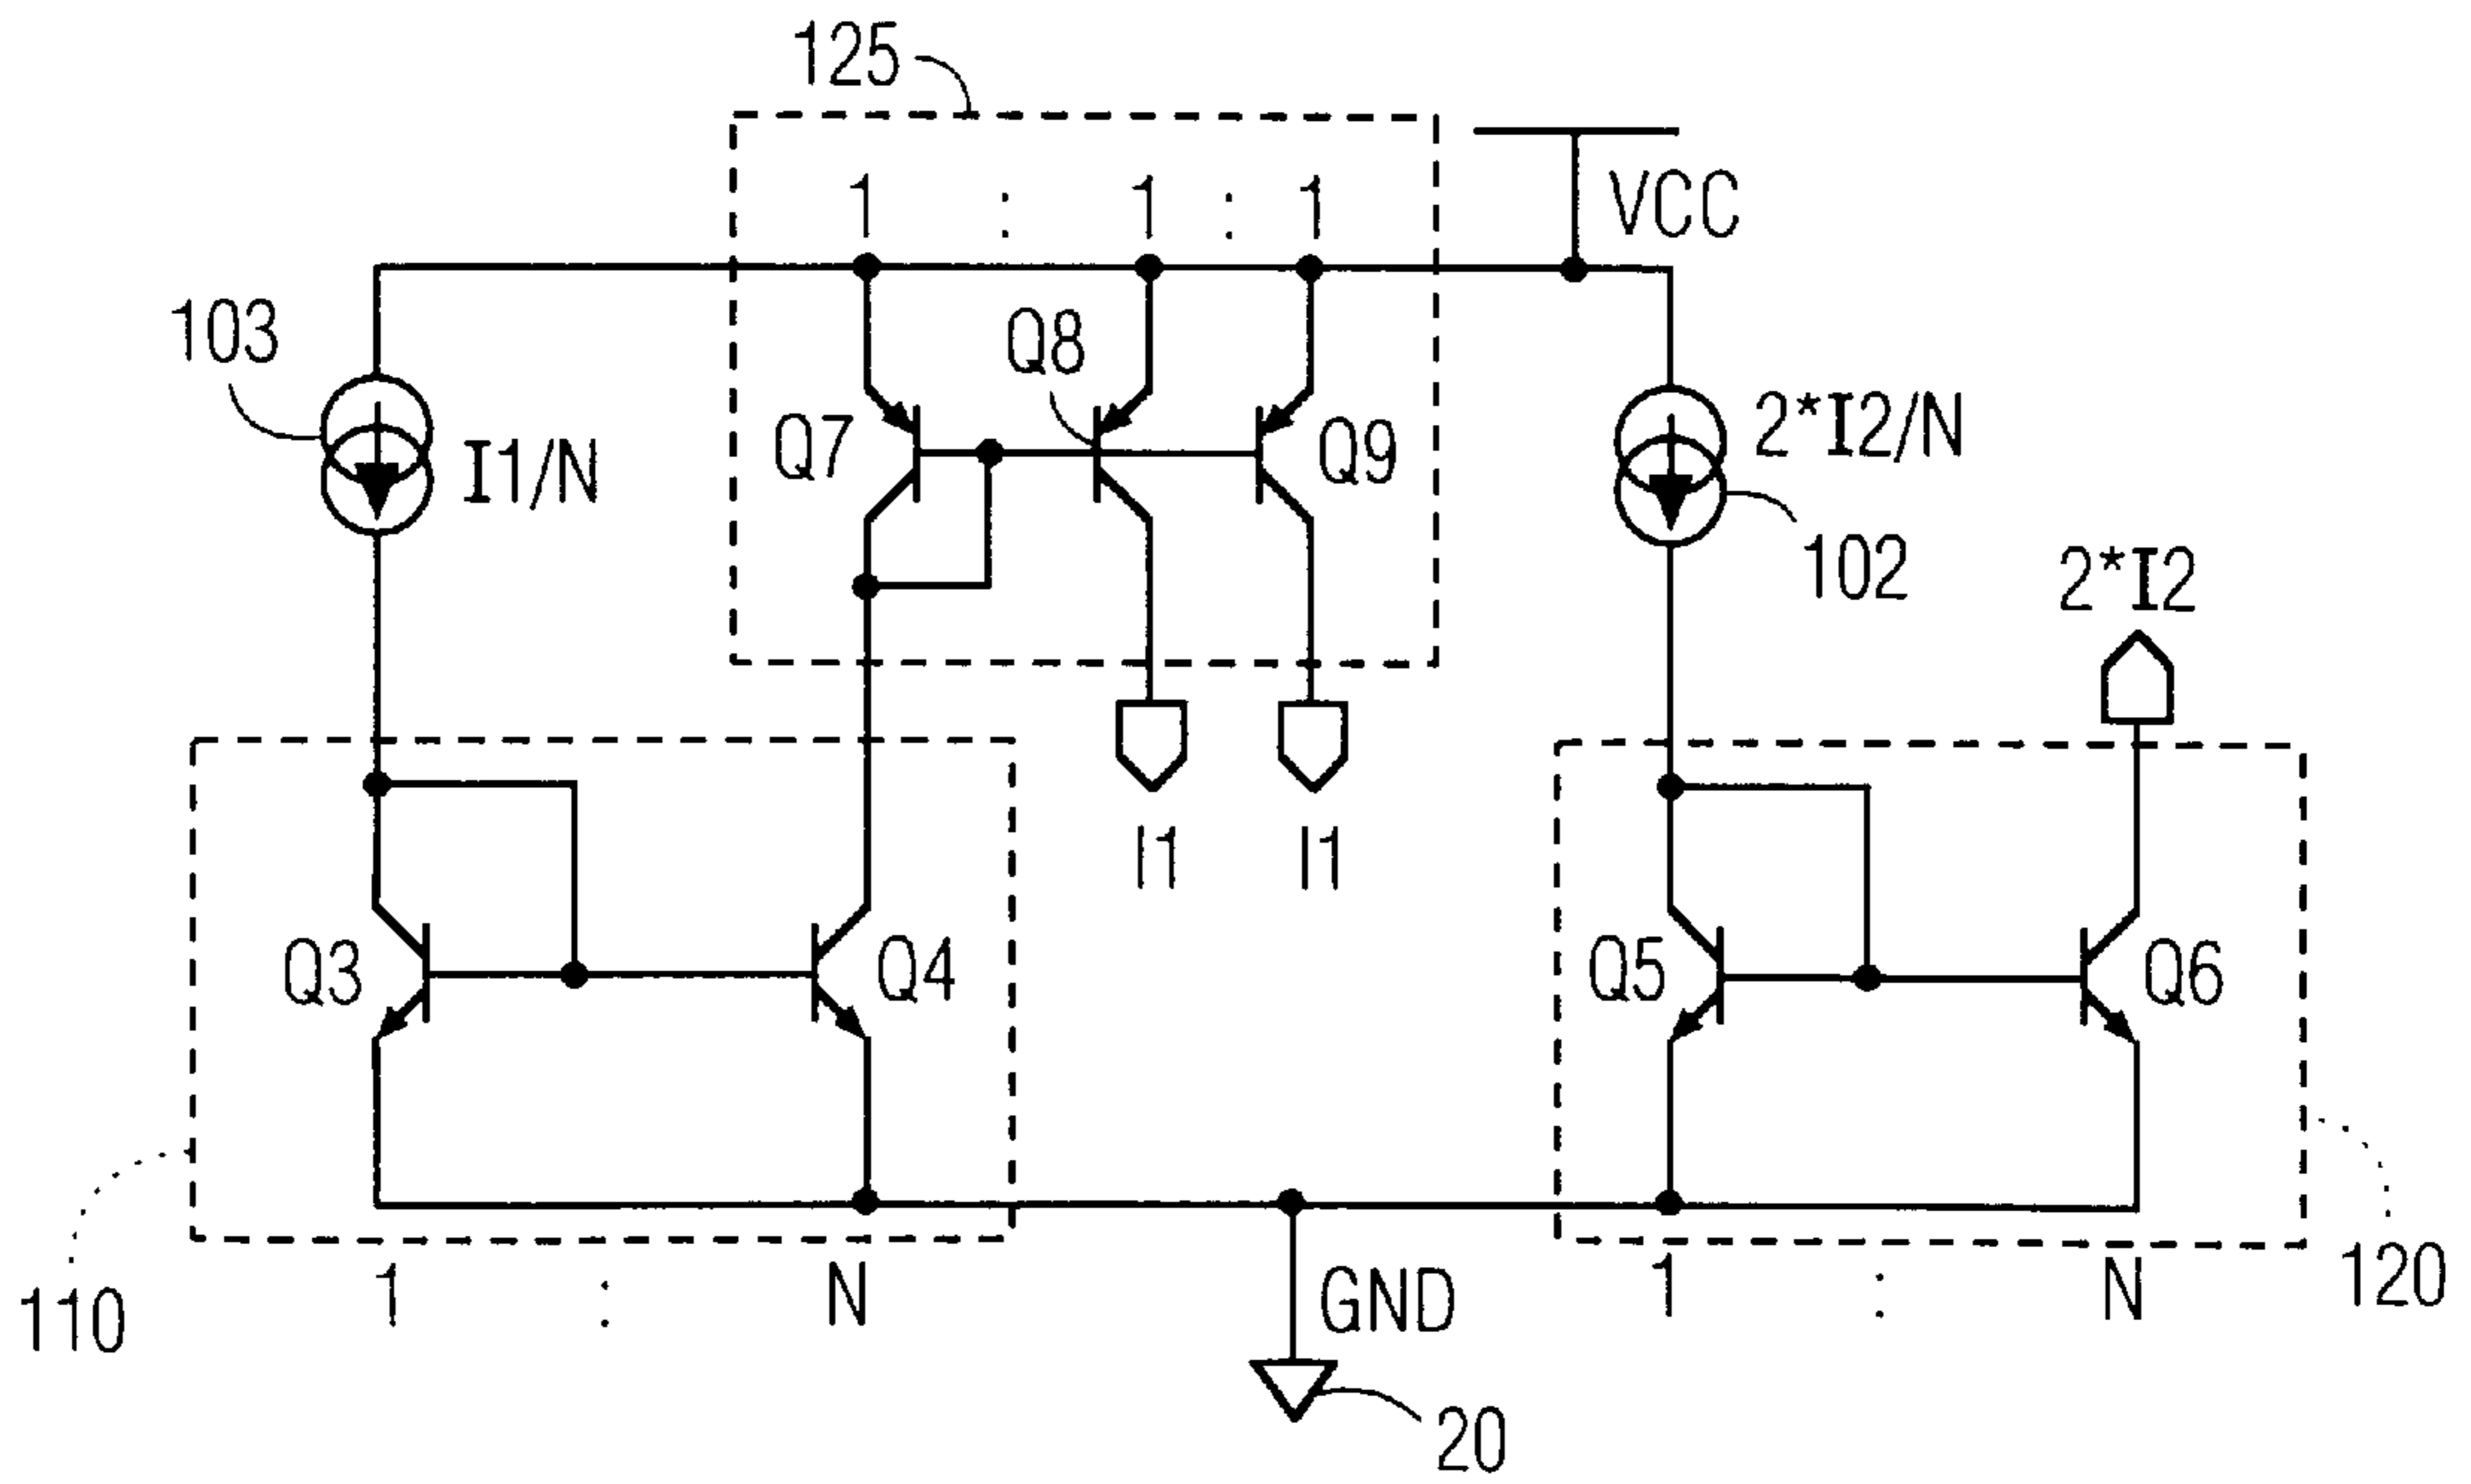 125
1 : 1 : 1
VCC
103
Q8
I1/N
Q7
Q9
2*I2/N
102
2*I2
I1
I1
Q3
Q4
Q5
Q6
110
1 : N
GND
1 : N
120
20